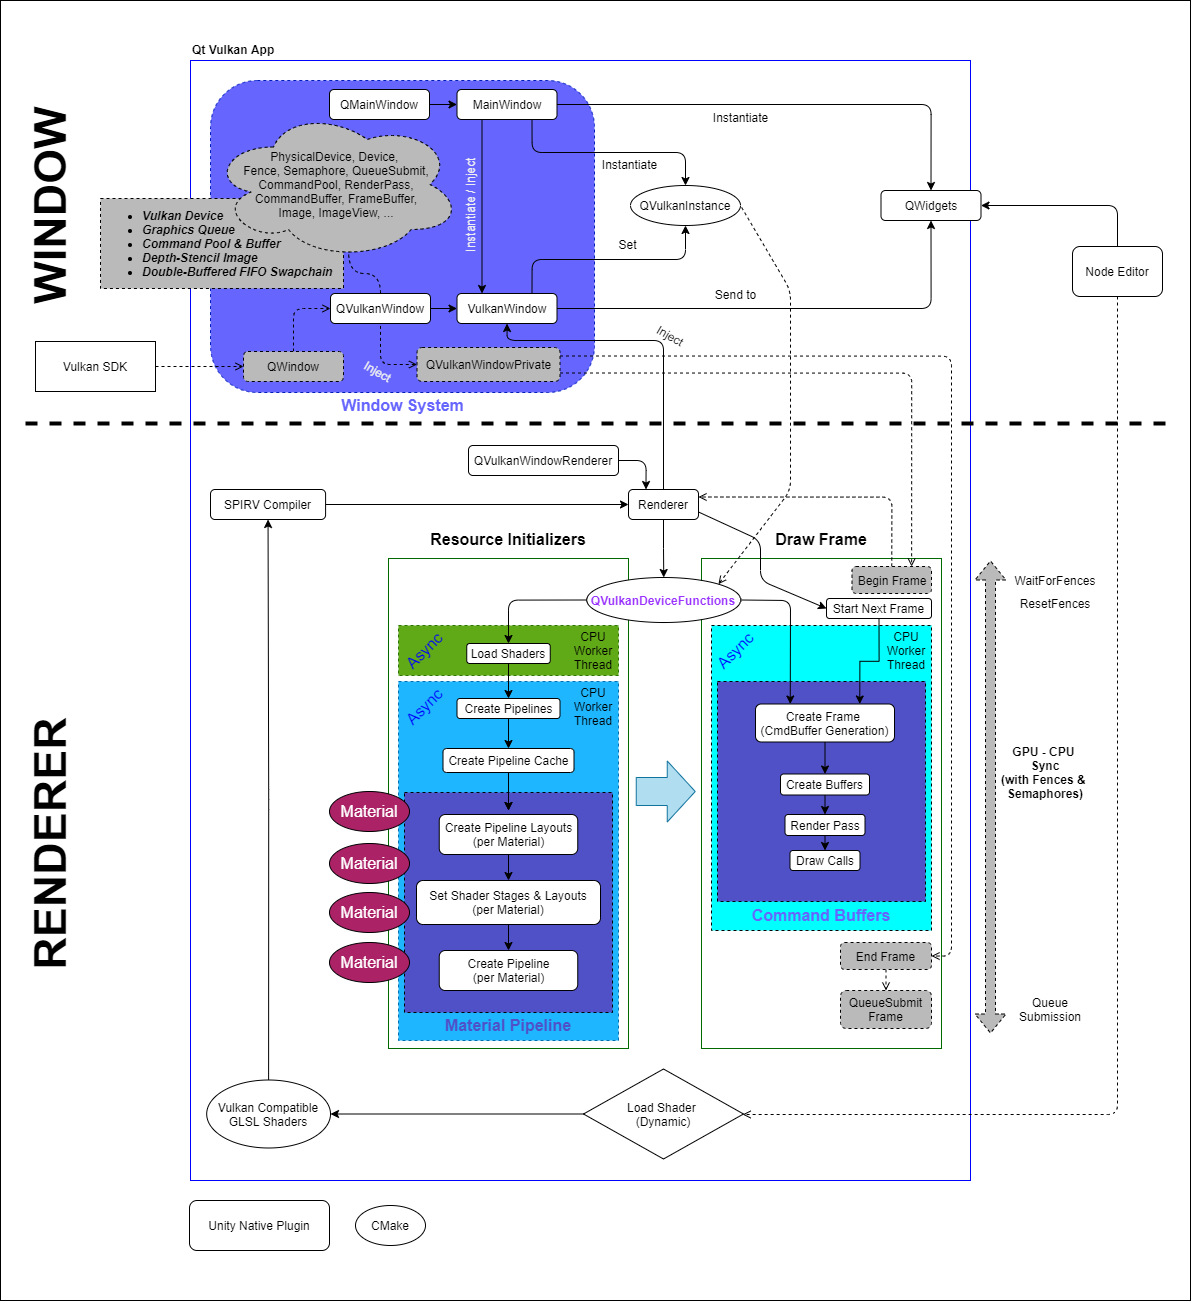 Qt Vulkan App
WINDOW
QMainWindow
MainWindow
Instantiate
PhysicalDevice, Device,
Fence, Semaphore, QueueSubmit,
CommandPool, RenderPass,
CommandBuffer, FrameBuffer,
Image, ImageView, ...
Instantiate / Inject
Instantiate
QVulkanInstance
QWidgets
Vulkan Device
Graphics Queue
Command Pool & Buffer
Depth-Stencil Image
Double-Buffered FIFO Swapchain
Set
Node Editor
QVulkanWindow
VulkanWindow
Send to
Inject
Vulkan SDK
QWindow
Inject
QVulkanWindowPrivate
Window System
QVulkanWindowRenderer
SPIRV Compiler
Renderer
Resource Initializers
Draw Frame
RENDERER
QVulkanDeviceFunctions
Begin Frame
Start Next Frame
WaitForFences
ResetFences
Async
Load Shaders
CPU
Worker
Thread
Async
CPU
Worker
Thread
Async
Create Pipelines
CPU
Worker
Thread
Create Frame
(CmdBuffer Generation)
Create Pipeline Cache
Create Buffers
GPU - CPU
Sync
(with Fences &
Semaphores)
Material
Create Pipeline Layouts
(per Material)
Render Pass
Material
Draw Calls
Set Shader Stages & Layouts
(per Material)
Material
Command Buffers
Material
Create Pipeline
(per Material)
End Frame
QueueSubmit
Frame
Queue
Submission
Material Pipeline
Vulkan Compatible
GLSL Shaders
Load Shader
(Dynamic)
Unity Native Plugin
CMake